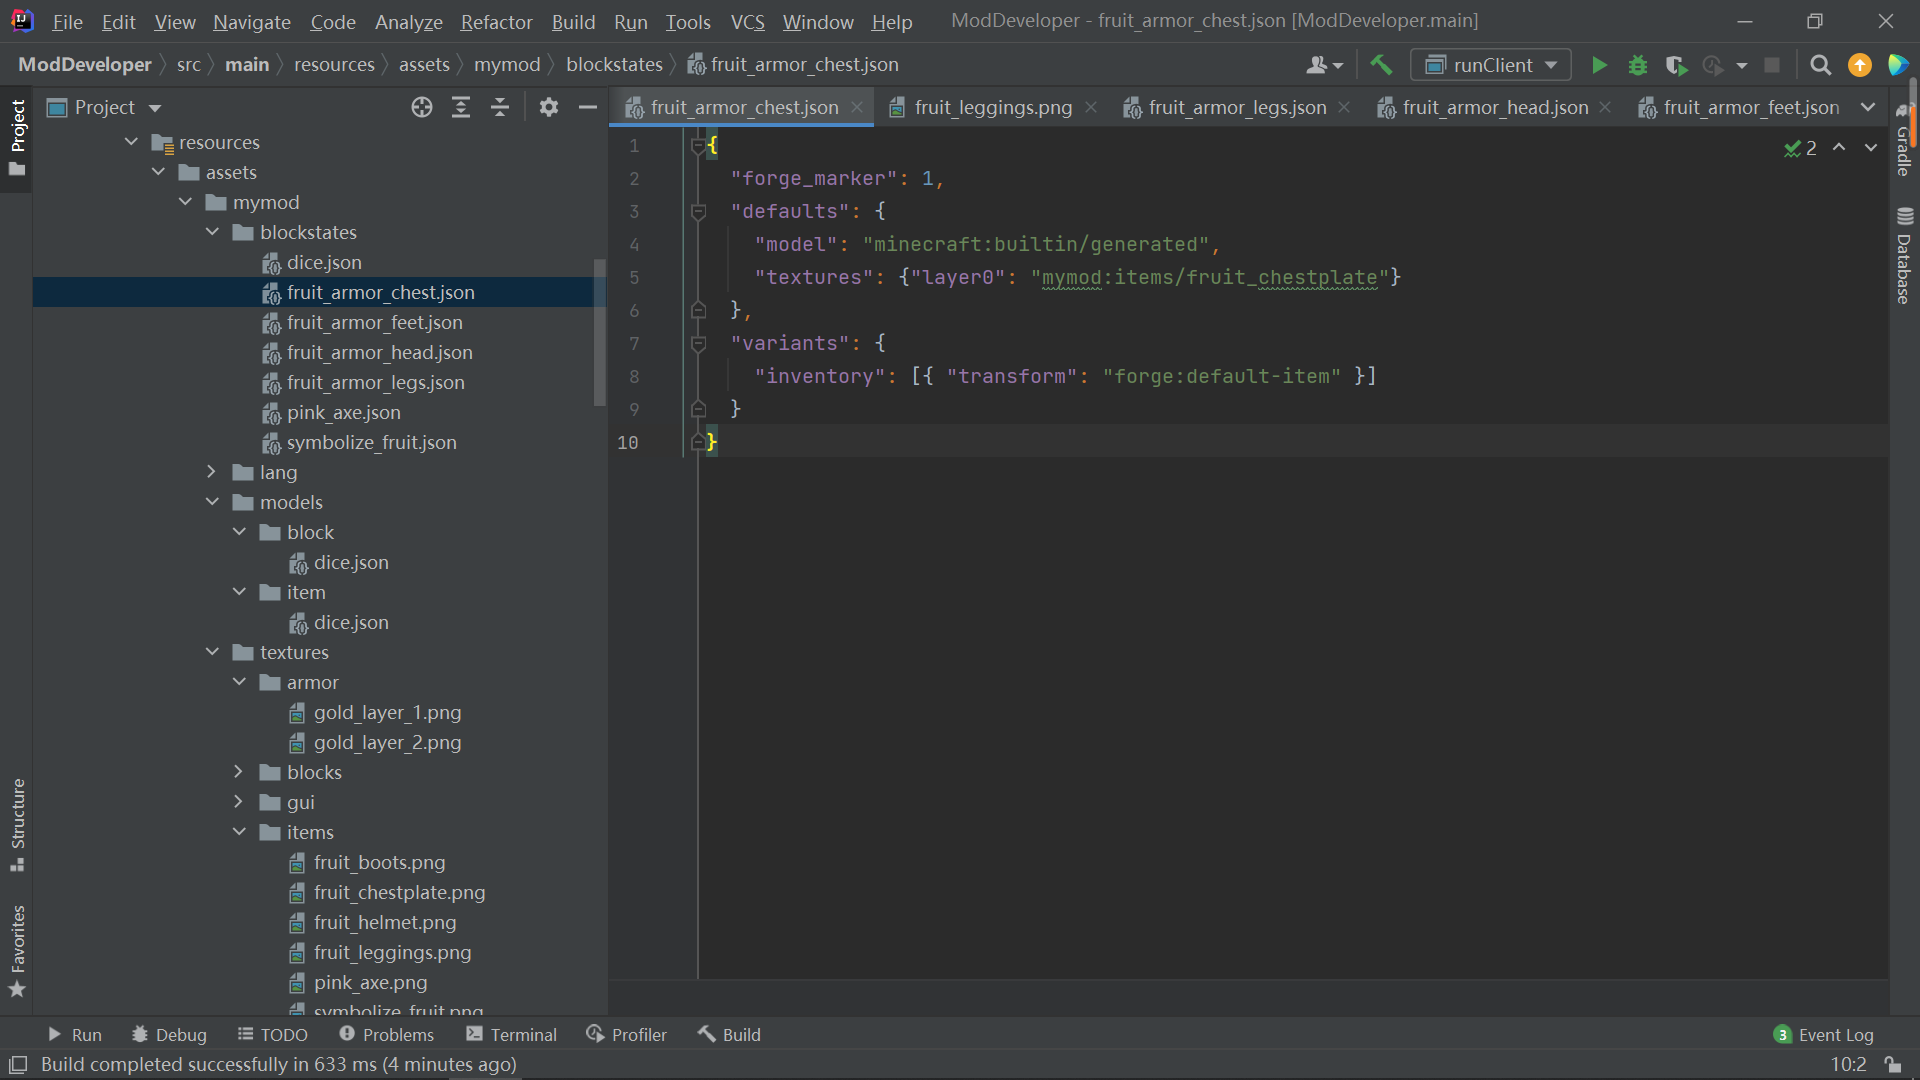 File Edit View Navigate Code Analyze Refactor Build Run Tools VCS Window Help ModDeveloper - fruit_armor_chest.json [ModDeveloper.main]
ModDeveloper src main resources assets mymod blockstates fruit_armor_chest.json runClient
Project
fruit_armor_chest.json fruit_leggings.png fruit_armor_legs.json fruit_armor_head.json fruit_armor_feet.json
Project
Structure
Favorites
resources
assets
mymod
blockstates
dice.json
fruit_armor_chest.json
fruit_armor_feet.json
fruit_armor_head.json
fruit_armor_legs.json
pink_axe.json
symbolize_fruit.json
lang
models
block
dice.json
item
dice.json
textures
armor
gold_layer_1.png
gold_layer_2.png
blocks
gui
items
fruit_boots.png
fruit_chestplate.png
fruit_helmet.png
fruit_leggings.png
pink_axe.png
symbolize_fruit.png
1 {
2 "forge_marker": 1,
3 "defaults": {
4 "model": "minecraft:builtin/generated",
5 "textures": {"layer0": "mymod:items/fruit_chestplate"}
6 },
7 "variants": {
8 "inventory": [{ "transform": "forge:default-item" }]
9 }
10 }
2
Gradle
Database
Run Debug TODO Problems Terminal Profiler Build 3 Event Log
Build completed successfully in 633 ms (4 minutes ago) 10:2